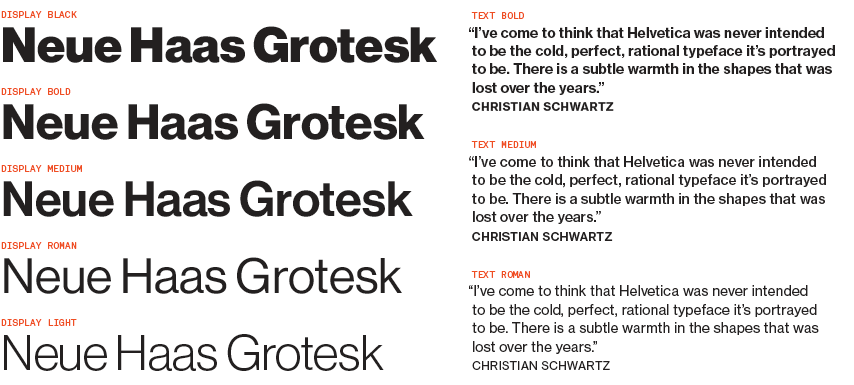 DISPLAY BLACK
Neue Haas Grotesk
DISPLAY BOLD
Neue Haas Grotesk
DISPLAY MEDIUM
Neue Haas Grotesk
DISPLAY ROMAN
Neue Haas Grotesk
DISPLAY LIGHT
Neue Haas Grotesk
TEXT BOLD
“I’ve come to think that Helvetica was never intended
to be the cold, perfect, rational typeface it’s portrayed
to be. There is a subtle warmth in the shapes that was
lost over the years.”
CHRISTIAN SCHWARTZ
TEXT MEDIUM
“I’ve come to think that Helvetica was never intended
to be the cold, perfect, rational typeface it’s portrayed
to be. There is a subtle warmth in the shapes that was
lost over the years.”
CHRISTIAN SCHWARTZ
TEXT ROMAN
“I’ve come to think that Helvetica was never intended
to be the cold, perfect, rational typeface it’s portrayed
to be. There is a subtle warmth in the shapes that was
lost over the years.”
CHRISTIAN SCHWARTZ